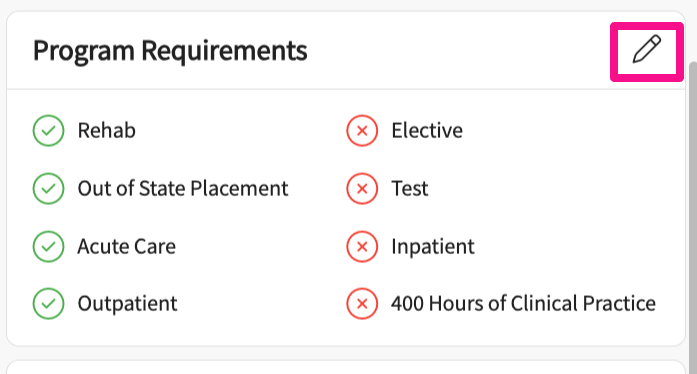 Program Requirements
Rehab
Elective
Out of State Placement
Test
Acute Care
Inpatient
Outpatient
400 Hours of Clinical Practice